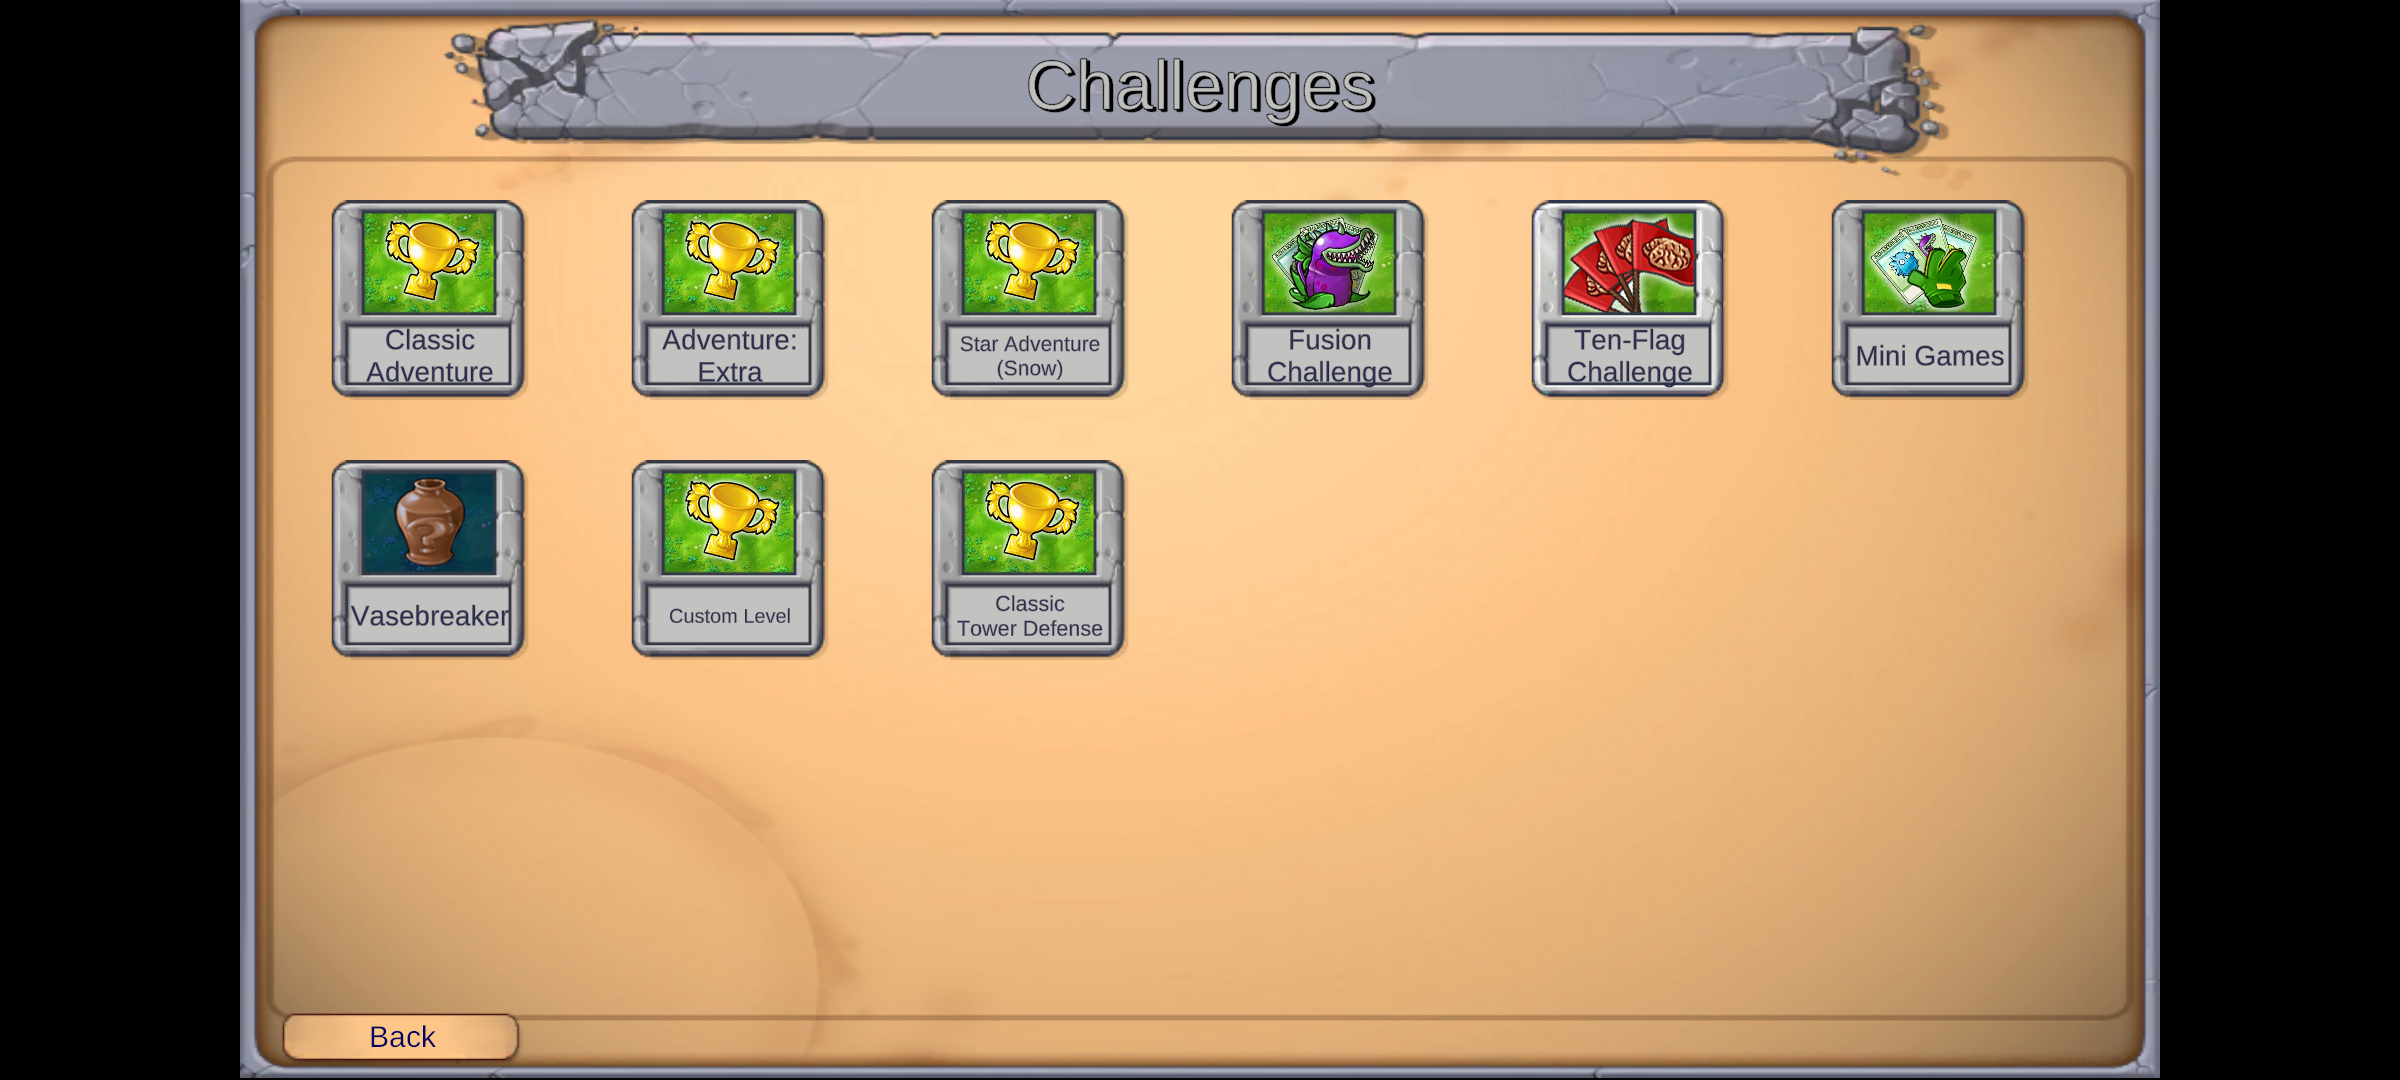 Challenges
Classic
Adventure
Adventure:
Extra
Star Adventure
(Snow)
Fusion
Challenge
Ten-Flag
Challenge
Mini Games
Vasebreaker
Custom Level
Classic
Tower Defense
Back